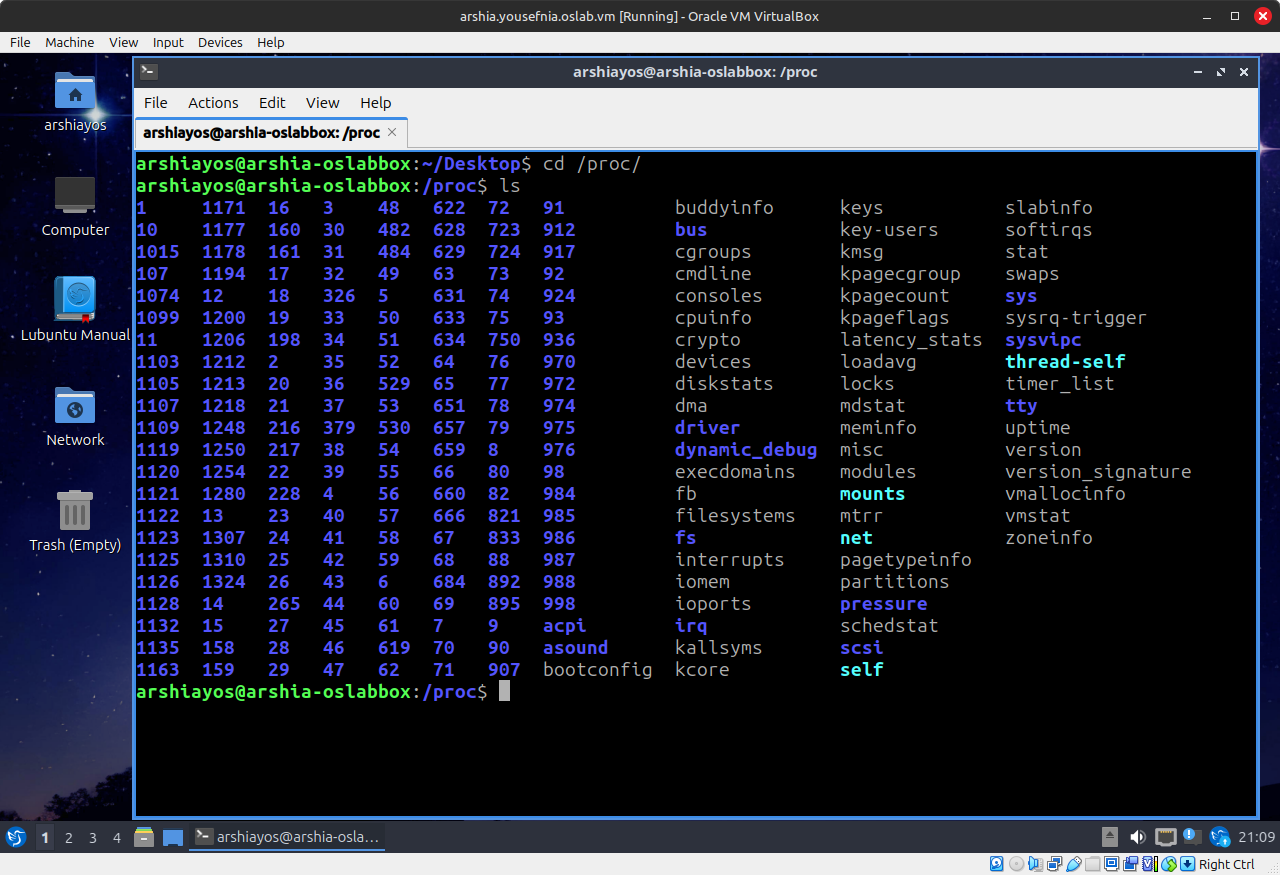 arshia.yousefnia.oslab.vm [Running] - Oracle VM VirtualBox
File Machine View Input Devices Help
arshiayos@arshia-oslabbox: /proc
File Actions Edit View Help
arshiayos@arshia-oslabbox: /proc
arshiayos
Computer
Lubuntu Manual
Network
Trash (Empty)
arshiayos@arshia-oslabbox:~/Desktop$ cd /proc/
arshiayos@arshia-oslabbox:/proc$ ls
1 1171 16 3 48 622 72 91 buddyinfo keys slabinfo
10 1177 160 30 482 628 723 912 bus key-users softirqs
1015 1178 161 31 484 629 724 917 cgroups kmsg stat
107 1194 17 32 49 63 73 92 cmdline kpagecgroup swaps
1074 12 18 326 5 631 74 924 consoles kpagecount sys
1099 1200 19 33 50 633 75 93 cpuinfo kpageflags sysrq-trigger
11 1206 198 34 51 634 750 936 crypto latency_stats sysvipc
1103 1212 2 35 52 64 76 970 devices loadavg thread-self
1105 1213 20 36 529 65 77 972 diskstats locks timer_list
1107 1218 21 37 53 651 78 974 dma mdstat tty
1109 1248 216 379 530 657 79 975 driver meminfo uptime
1119 1250 217 38 54 659 8 976 dynamic_debug misc version
1120 1254 22 39 55 66 80 98 execdomains modules version_signature
1121 1280 228 4 56 660 82 984 fb mounts vmallocinfo
1122 13 23 40 57 666 821 985 filesystems mtrr vmstat
1123 1307 24 41 58 67 833 986 fs net zoneinfo
1125 1310 25 42 59 68 88 987 interrupts pagetypeinfo
1126 1324 26 43 6 684 892 988 iomem partitions
1128 14 265 44 60 69 895 998 ioports pressure
1132 15 27 45 61 7 9 acpi irq schedstat
1135 158 28 46 619 70 90 asound kallsyms scsi
1163 159 29 47 62 71 907 bootconfig kcore self
arshiayos@arshia-oslabbox:/proc$
1 2 3 4 arshiayos@arshia-osla... 21:09
Right Ctrl